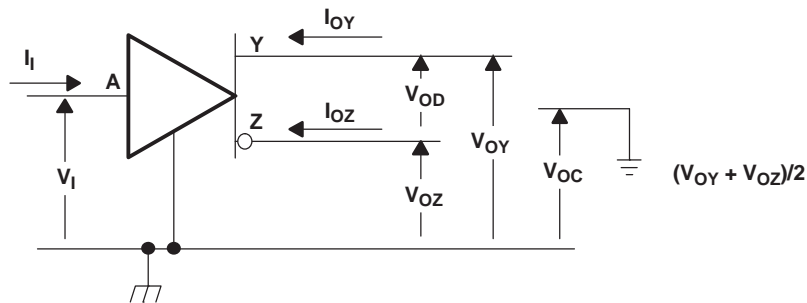 I_OY
I_I
A
Y
V_OD
Z
I_OZ
V_OY
V_I
V_OZ
V_OC
(V_OY + V_OZ)/2